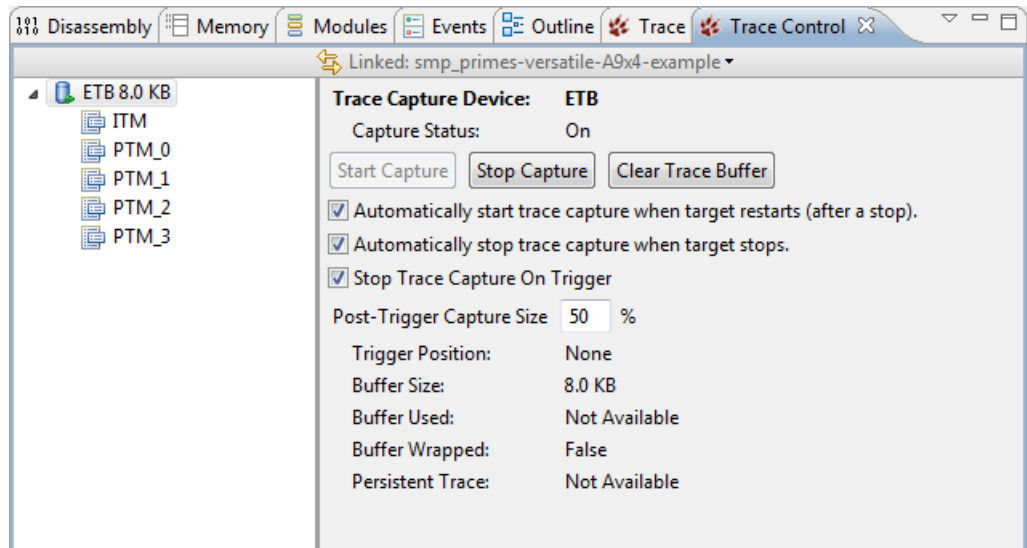 Disassembly Memory Modules Events Outline Trace Trace Control
Linked: smp_primes-versatile-A9x4-example
ETB 8.0 KB
ITM
PTM_0
PTM_1
PTM_2
PTM_3
Trace Capture Device: ETB
Capture Status: On
Start Capture Stop Capture Clear Trace Buffer
Automatically start trace capture when target restarts (after a stop).
Automatically stop trace capture when target stops.
Stop Trace Capture On Trigger
Post-Trigger Capture Size 50 %
Trigger Position: None
Buffer Size: 8.0 KB
Buffer Used: Not Available
Buffer Wrapped: False
Persistent Trace: Not Available